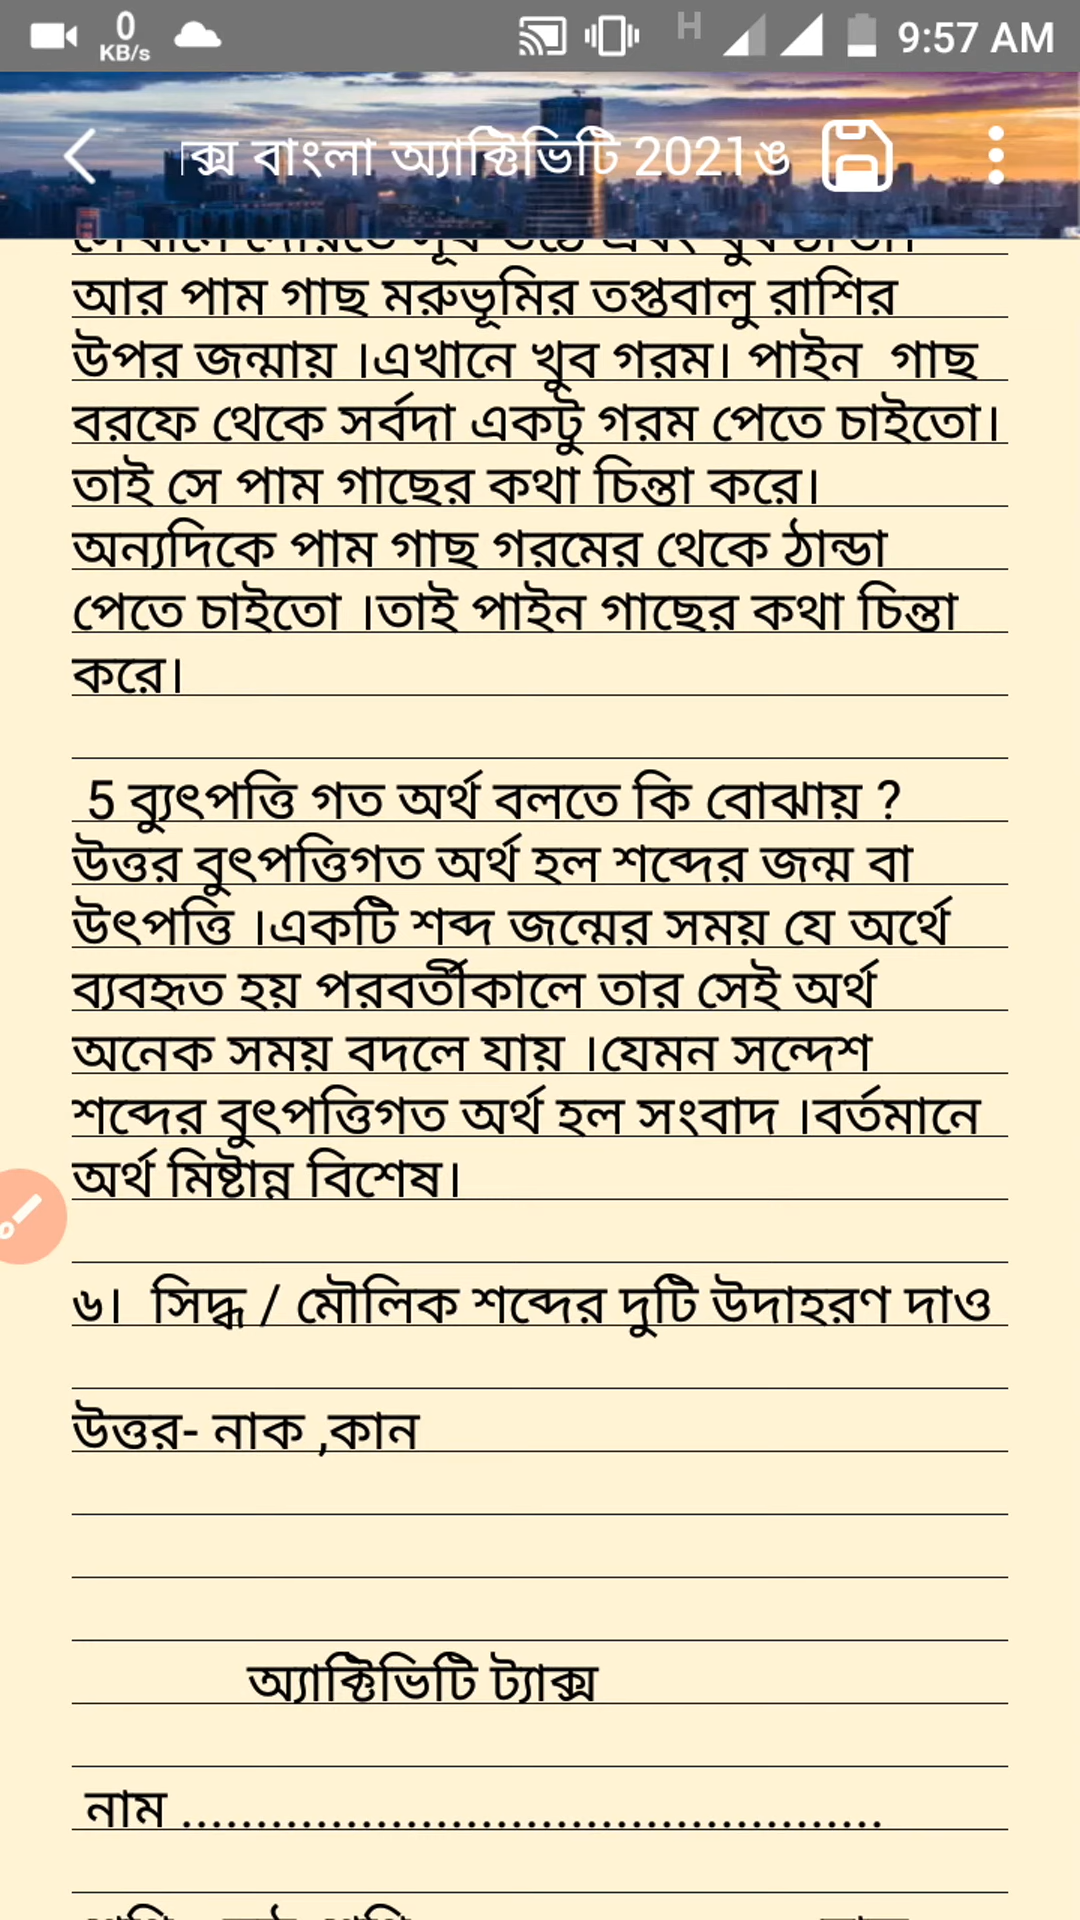 0
KB/s
H
9:57 AM
ক্স বাংলা অ্যাক্টিভিটি 2021ঙ
আর পাম গাছ মরুভূমির তপ্তবালু রাশির
উপর জন্মায় ।এখানে খুব গরম। পাইন  গাছ
বরফে থেকে সর্বদা একটু গরম পেতে চাইতো।
তাই সে পাম গাছের কথা চিন্তা করে।
অন্যদিকে পাম গাছ গরমের থেকে ঠান্ডা
পেতে চাইতো ।তাই পাইন গাছের কথা চিন্তা
করে।
5 ব্যুৎপত্তি গত অর্থ বলতে কি বোঝায় ?
উত্তর বুৎপত্তিগত অর্থ হল শব্দের জন্ম বা
উৎপত্তি ।একটি শব্দ জন্মের সময় যে অর্থে
ব্যবহৃত হয় পরবর্তীকালে তার সেই অর্থ
অনেক সময় বদলে যায় ।যেমন সন্দেশ
শব্দের বুৎপত্তিগত অর্থ হল সংবাদ ।বর্তমানে
অর্থ মিষ্টান্ন বিশেষ।
৬।  সিদ্ধ / মৌলিক শব্দের দুটি উদাহরণ দাও
উত্তর- নাক ,কান
অ্যাক্টিভিটি ট্যাক্স
নাম ...............................................